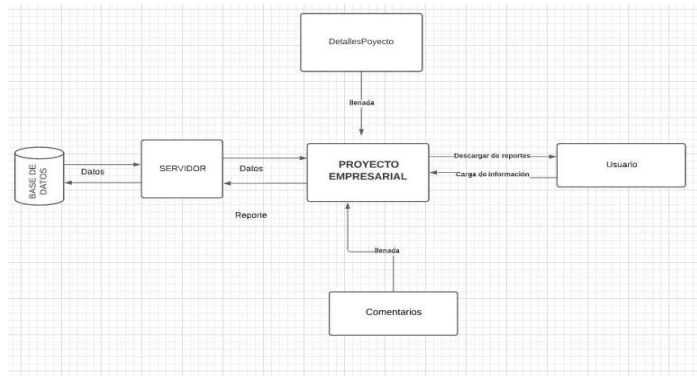 DetallesPoyecto
llenada
BASE DE
DATOS
Datos
SERVIDOR
Datos
Reporte
PROYECTO
EMPRESARIAL
Descargar de reportes
Carga de información
Usuario
llenada
Comentarios